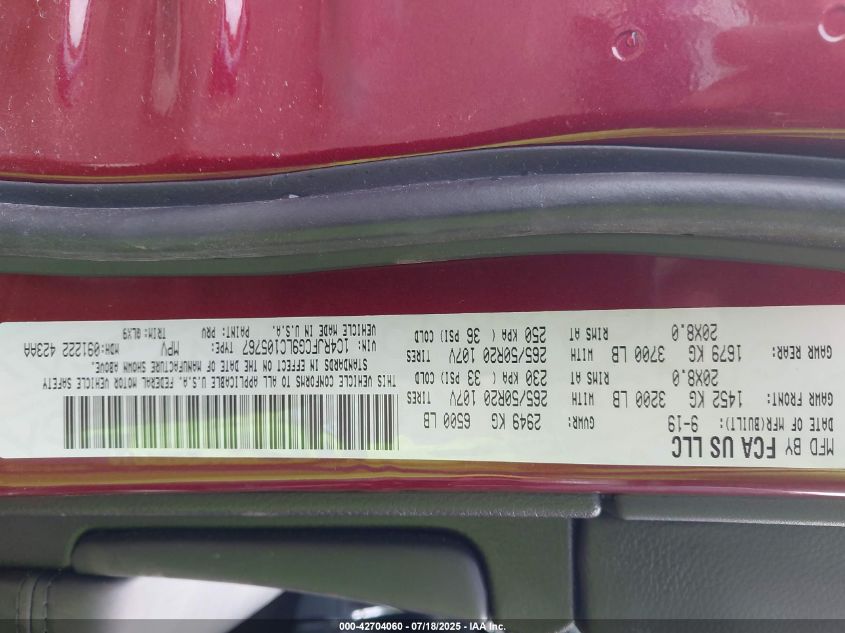 MFD BY FCA US LLC
DATE OF MFR(BUILT): 9-19 GVWR: 2949 KG 6500 LB
GAWR FRONT: 1452 KG 3200 LB WITH 265/50R20 107V TIRES
20X8.0 RIMS AT 230 KPA ( 33 PSI) COLD
GAWR REAR: 1679 KG 3700 LB WITH 265/50R20 107V TIRES
20X8.0 RIMS AT 250 KPA ( 36 PSI) COLD
THIS VEHICLE CONFORMS TO ALL APPLICABLE U.S.A. FEDERAL MOTOR VEHICLE SAFETY
STANDARDS IN EFFECT ON THE DATE OF MANUFACTURE SHOWN ABOVE.
VIN: 1C4RJFCG9LC105767 TYPE: MPV MDH:091222 423AA
VEHICLE MADE IN U.S.A. PAINT: PRV TRIM: QLX9
000-42704060 - 07/18/2025 - IAA Inc.